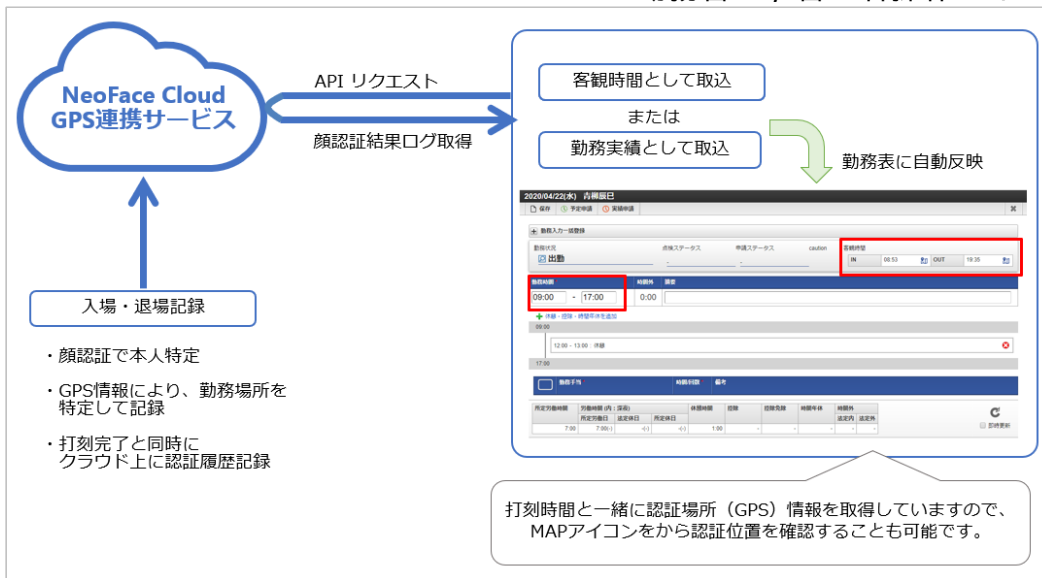 NeoFace Cloud
GPS連携サービス
API リクエスト
顔認証結果ログ取得
客観時間として取込
または
勤務実績として取込
勤務表に自動反映
入場・退場記録
・顔認証で本人特定
・GPS情報により、勤務場所を
特定して記録
・打刻完了と同時に
クラウド上に認証履歴記録
2020/04/22(水) 青柳辰巳
保存 予定申請 実績申請
勤務入力一括登録
勤務状況 点検ステータス 申請ステータス caution 客観時間
出勤 - - IN 08:53 OUT 19:35
勤務時間 時間外 摘要
09:00 - 17:00 0:00
休憩・控除・時間年休を追加
09:00
12:00 - 13:00 : 休憩
17:00
勤務手当 時間/回数 備考
所定労働時間 労働時間 (内：深夜) 休憩時間 控除 控除免除 時間年休 時間外
所定労働日 法定休日 所定休日 法定内 法定外
7:00 7:00(-) -(-) -(-) 1:00 - - - - -
即時更新
打刻時間と一緒に認証場所（GPS）情報を取得していますので、
MAPアイコンをから認証位置を確認することも可能です。